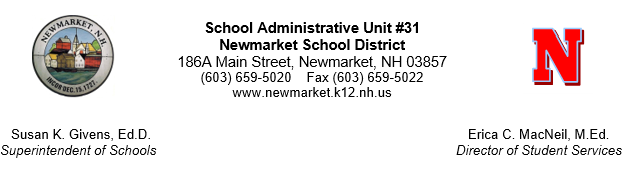 NEWMARKET, N.H.
INCOR DEC. 15, 1727
School Administrative Unit #31
Newmarket School District
186A Main Street, Newmarket, NH 03857
(603) 659-5020    Fax (603) 659-5022
www.newmarket.k12.nh.us
N
Susan K. Givens, Ed.D.
Superintendent of Schools
Erica C. MacNeil, M.Ed.
Director of Student Services